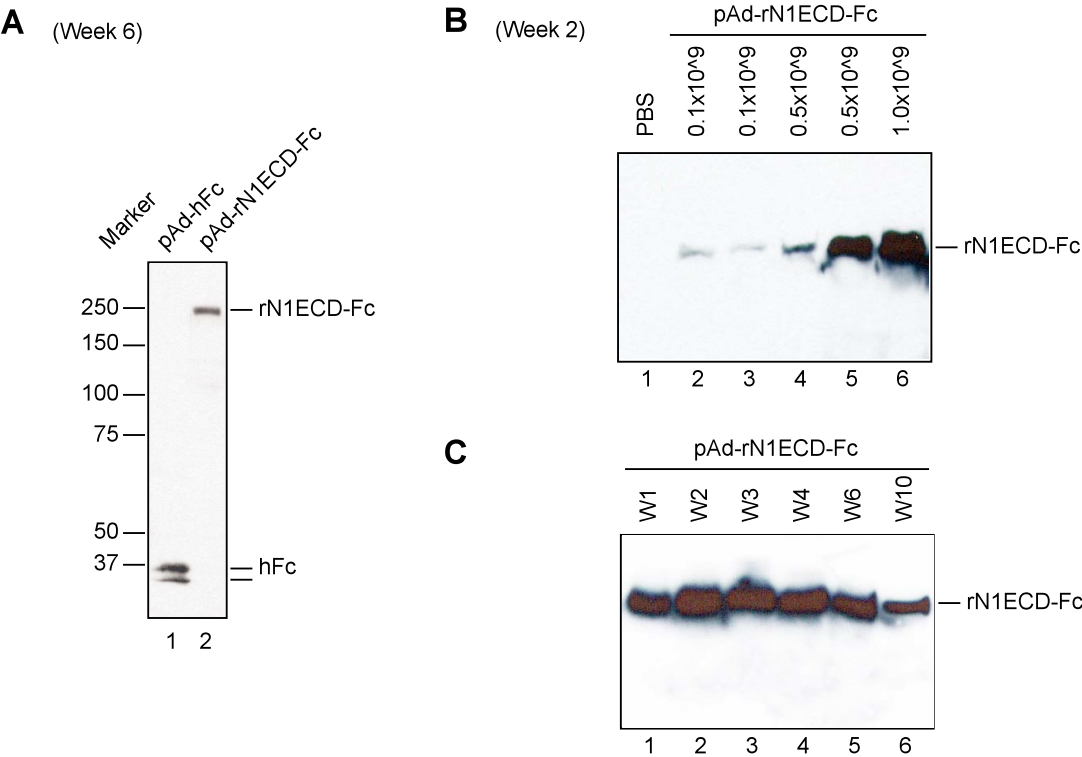 A (Week 6)
Marker
pAd-hFc
pAd-rN1ECD-Fc
250
150
100
75
50
37
rN1ECD-Fc
hFc
1 2
B (Week 2)
pAd-rN1ECD-Fc
PBS
0.1x10^9
0.1x10^9
0.5x10^9
0.5x10^9
1.0x10^9
rN1ECD-Fc
1 2 3 4 5 6
C
pAd-rN1ECD-Fc
W1
W2
W3
W4
W6
W10
rN1ECD-Fc
1 2 3 4 5 6